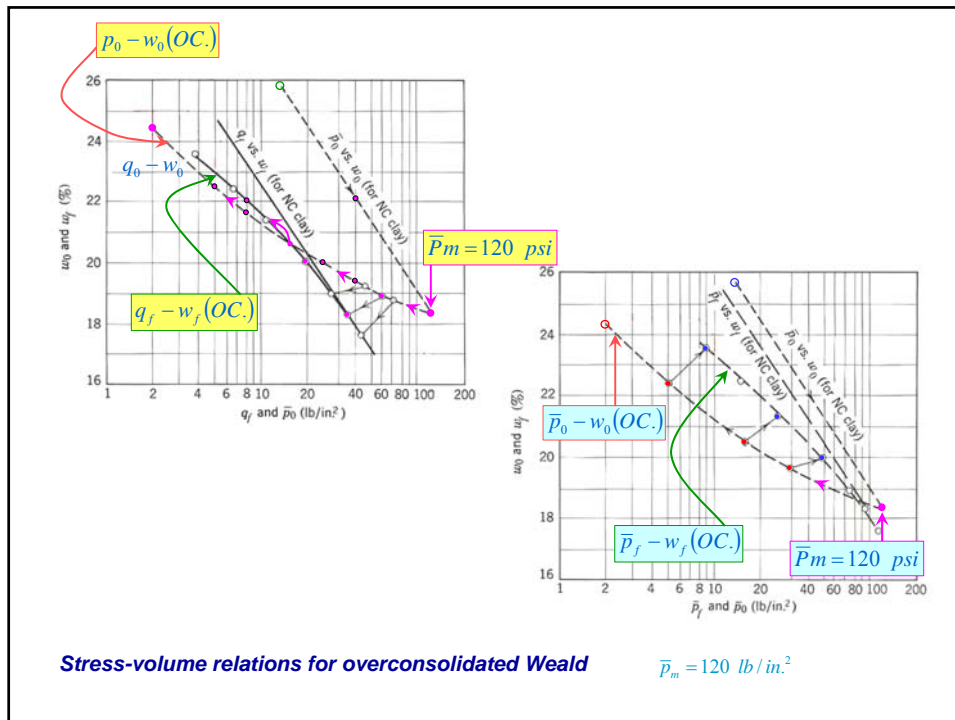 p₀ − w₀(OC.)
26
24
22
20
18
16
w₀ and w_f (%)
q₀ − w₀
q_f vs. w_f (for NC clay)
p̄₀ vs. w₀ (for NC clay)
P̄m = 120 psi
q_f − w_f(OC.)
1 2 4 6 8 10 20 40 60 80 100 200
q_f and p̄₀ (lb/in.²)
26
24
22
20
18
16
w₀ and w_f (%)
p̄_f vs. w_f (for NC clay)
p̄₀ vs. w₀ (for NC clay)
p̄₀ − w₀(OC.)
p̄_f − w_f(OC.)
P̄m = 120 psi
1 2 4 6 8 10 20 40 60 80 100 200
p̄_f and p̄₀ (lb/in.²)
Stress-volume relations for overconsolidated Weald p̄ₘ = 120 lb/in.²